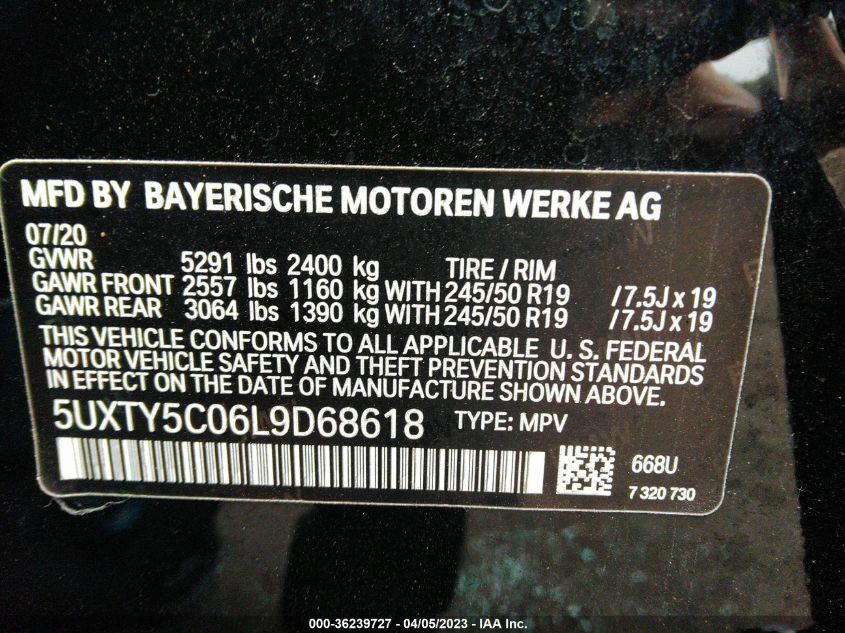 MFD BY BAYERISCHE MOTOREN WERKE AG
07/20
GVWR 5291 lbs 2400 kg TIRE / RIM
GAWR FRONT 2557 lbs 1160 kg WITH 245/50 R19 /7.5J x 19
GAWR REAR 3064 lbs 1390 kg WITH 245/50 R19 /7.5J x 19
THIS VEHICLE CONFORMS TO ALL APPLICABLE U. S. FEDERAL
MOTOR VEHICLE SAFETY AND THEFT PREVENTION STANDARDS
IN EFFECT ON THE DATE OF MANUFACTURE SHOWN ABOVE.
5UXTY5C06L9D68618 TYPE: MPV
668U
7 320 730
000-36239727 - 04/05/2023 - IAA Inc.